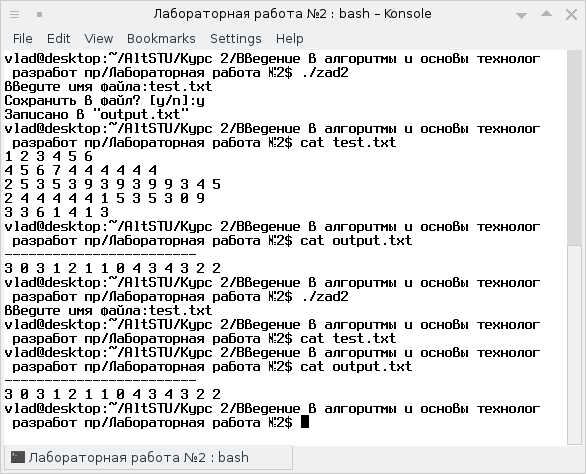 Лабораторная работа №2 : bash – Konsole
File Edit View Bookmarks Settings Help
vlad@desktop:~/AltSTU/Курс 2/Введение в алгоритмы и основы технолог
разработ пр/Лабораторная работа №2$ ./zad2
Введите имя файла:test.txt
Сохранить в файл? [y/n]:y
Записано в "output.txt"
vlad@desktop:~/AltSTU/Курс 2/Введение в алгоритмы и основы технолог
разработ пр/Лабораторная работа №2$ cat test.txt
1 2 3 4 5 6
4 5 6 7 4 4 4 4 4 4
2 5 3 5 3 9 3 9 3 9 9 3 4 5
2 4 4 4 4 4 1 5 3 5 3 0 9
3 3 6 1 4 1 3
vlad@desktop:~/AltSTU/Курс 2/Введение в алгоритмы и основы технолог
разработ пр/Лабораторная работа №2$ cat output.txt
------------------------
3 0 3 1 2 1 1 0 4 3 4 3 2 2
vlad@desktop:~/AltSTU/Курс 2/Введение в алгоритмы и основы технолог
разработ пр/Лабораторная работа №2$ ./zad2
Введите имя файла:test.txt
vlad@desktop:~/AltSTU/Курс 2/Введение в алгоритмы и основы технолог
разработ пр/Лабораторная работа №2$ cat test.txt
vlad@desktop:~/AltSTU/Курс 2/Введение в алгоритмы и основы технолог
разработ пр/Лабораторная работа №2$ cat output.txt
------------------------
3 0 3 1 2 1 1 0 4 3 4 3 2 2
vlad@desktop:~/AltSTU/Курс 2/Введение в алгоритмы и основы технолог
разработ пр/Лабораторная работа №2$
Лабораторная работа №2 : bash